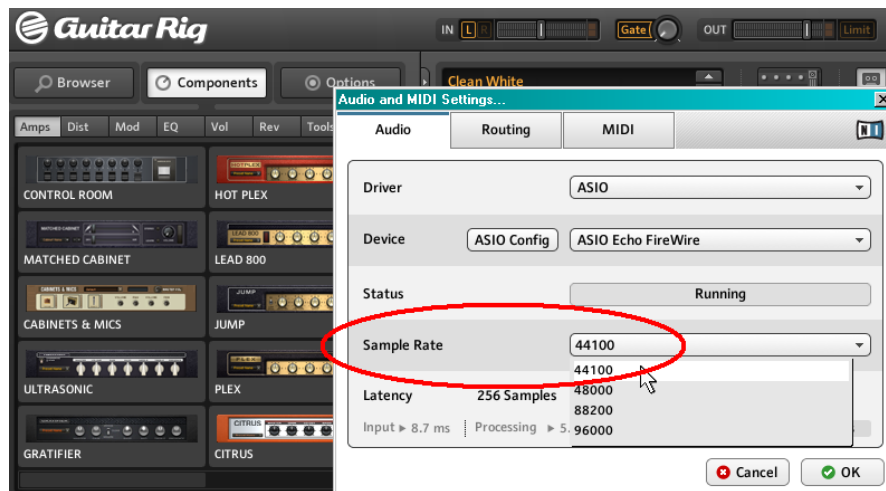 Guitar Rig
IN L R Gate OUT Limit
Browser Components Options
Clean White
Amps Dist Mod EQ Vol Rev Tools
CONTROL ROOM
HOT PLEX
MATCHED CABINET
LEAD 800
CABINETS & MICS
JUMP
ULTRASONIC
PLEX
GRATIFIER
CITRUS
Audio and MIDI Settings...
Audio Routing MIDI
Driver ASIO
Device ASIO Config ASIO Echo FireWire
Status Running
Sample Rate 44100
44100
48000
88200
96000
Latency 256 Samples
Input ▸ 8.7 ms Processing ▸ 5.
Cancel OK